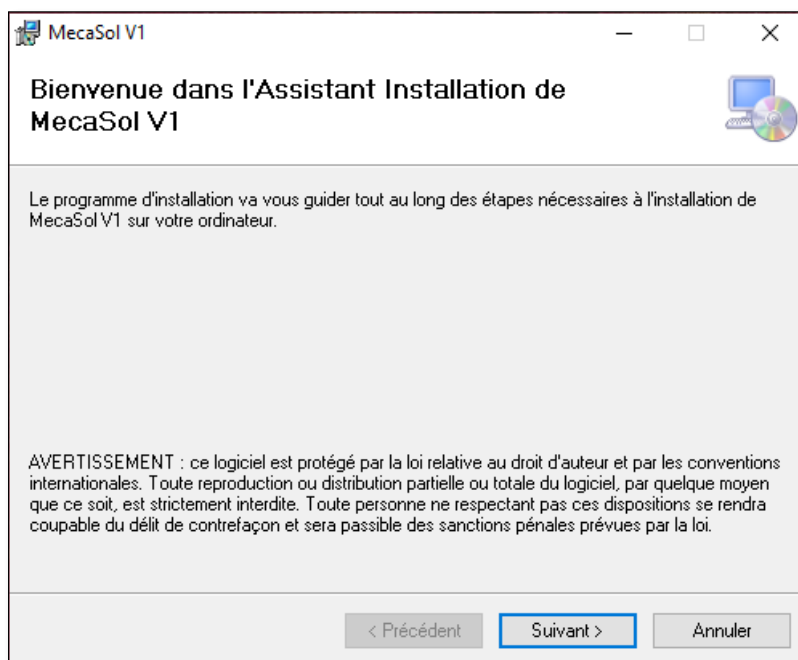 MecaSol V1
Bienvenue dans l'Assistant Installation de
MecaSol V1
Le programme d'installation va vous guider tout au long des étapes nécessaires à l'installation de
MecaSol V1 sur votre ordinateur.
AVERTISSEMENT : ce logiciel est protégé par la loi relative au droit d'auteur et par les conventions
internationales. Toute reproduction ou distribution partielle ou totale du logiciel, par quelque moyen
que ce soit, est strictement interdite. Toute personne ne respectant pas ces dispositions se rendra
coupable du délit de contrefaçon et sera passible des sanctions pénales prévues par la loi.
< Précédent Suivant > Annuler